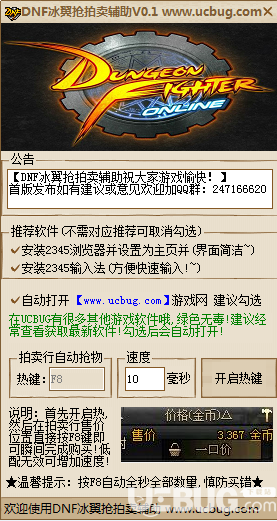 DNF冰翼抢拍卖辅助V0.1 www.ucbug.com
DUNGEON
FIGHTER
ONLINE
公告
【DNF冰翼抢拍卖辅助祝大家游戏愉快！】
首版发布如有建议或意见欢迎加QQ群：247166620
推荐软件(不需对应推荐可取消勾选)
安装2345浏览器并设置为主页并(界面简洁~)
安装2345输入法(方便快速输入!~)
自动打开【www.ucbug.com】游戏网 建议勾选
在UCBUG有很多其他游戏软件哦,绿色无毒!建议经
常查看获取最新软件!勾选后会自动打开!
拍卖行自动抢物
热键: F8
速度
10 毫秒
开启热键
说明: 首先开启热,
然后在拍卖行售价
位置直接按F8键即
可瞬间完成购买!低
配无效可增加速度!
价格(金币)△
售价 3,367 金币
一口价
★温馨提示: 按F8自动全秒全部数量,慎防买错★
欢迎使用DNF冰翼抢拍卖辅助 www.ucbug.com
UCBUG.COM